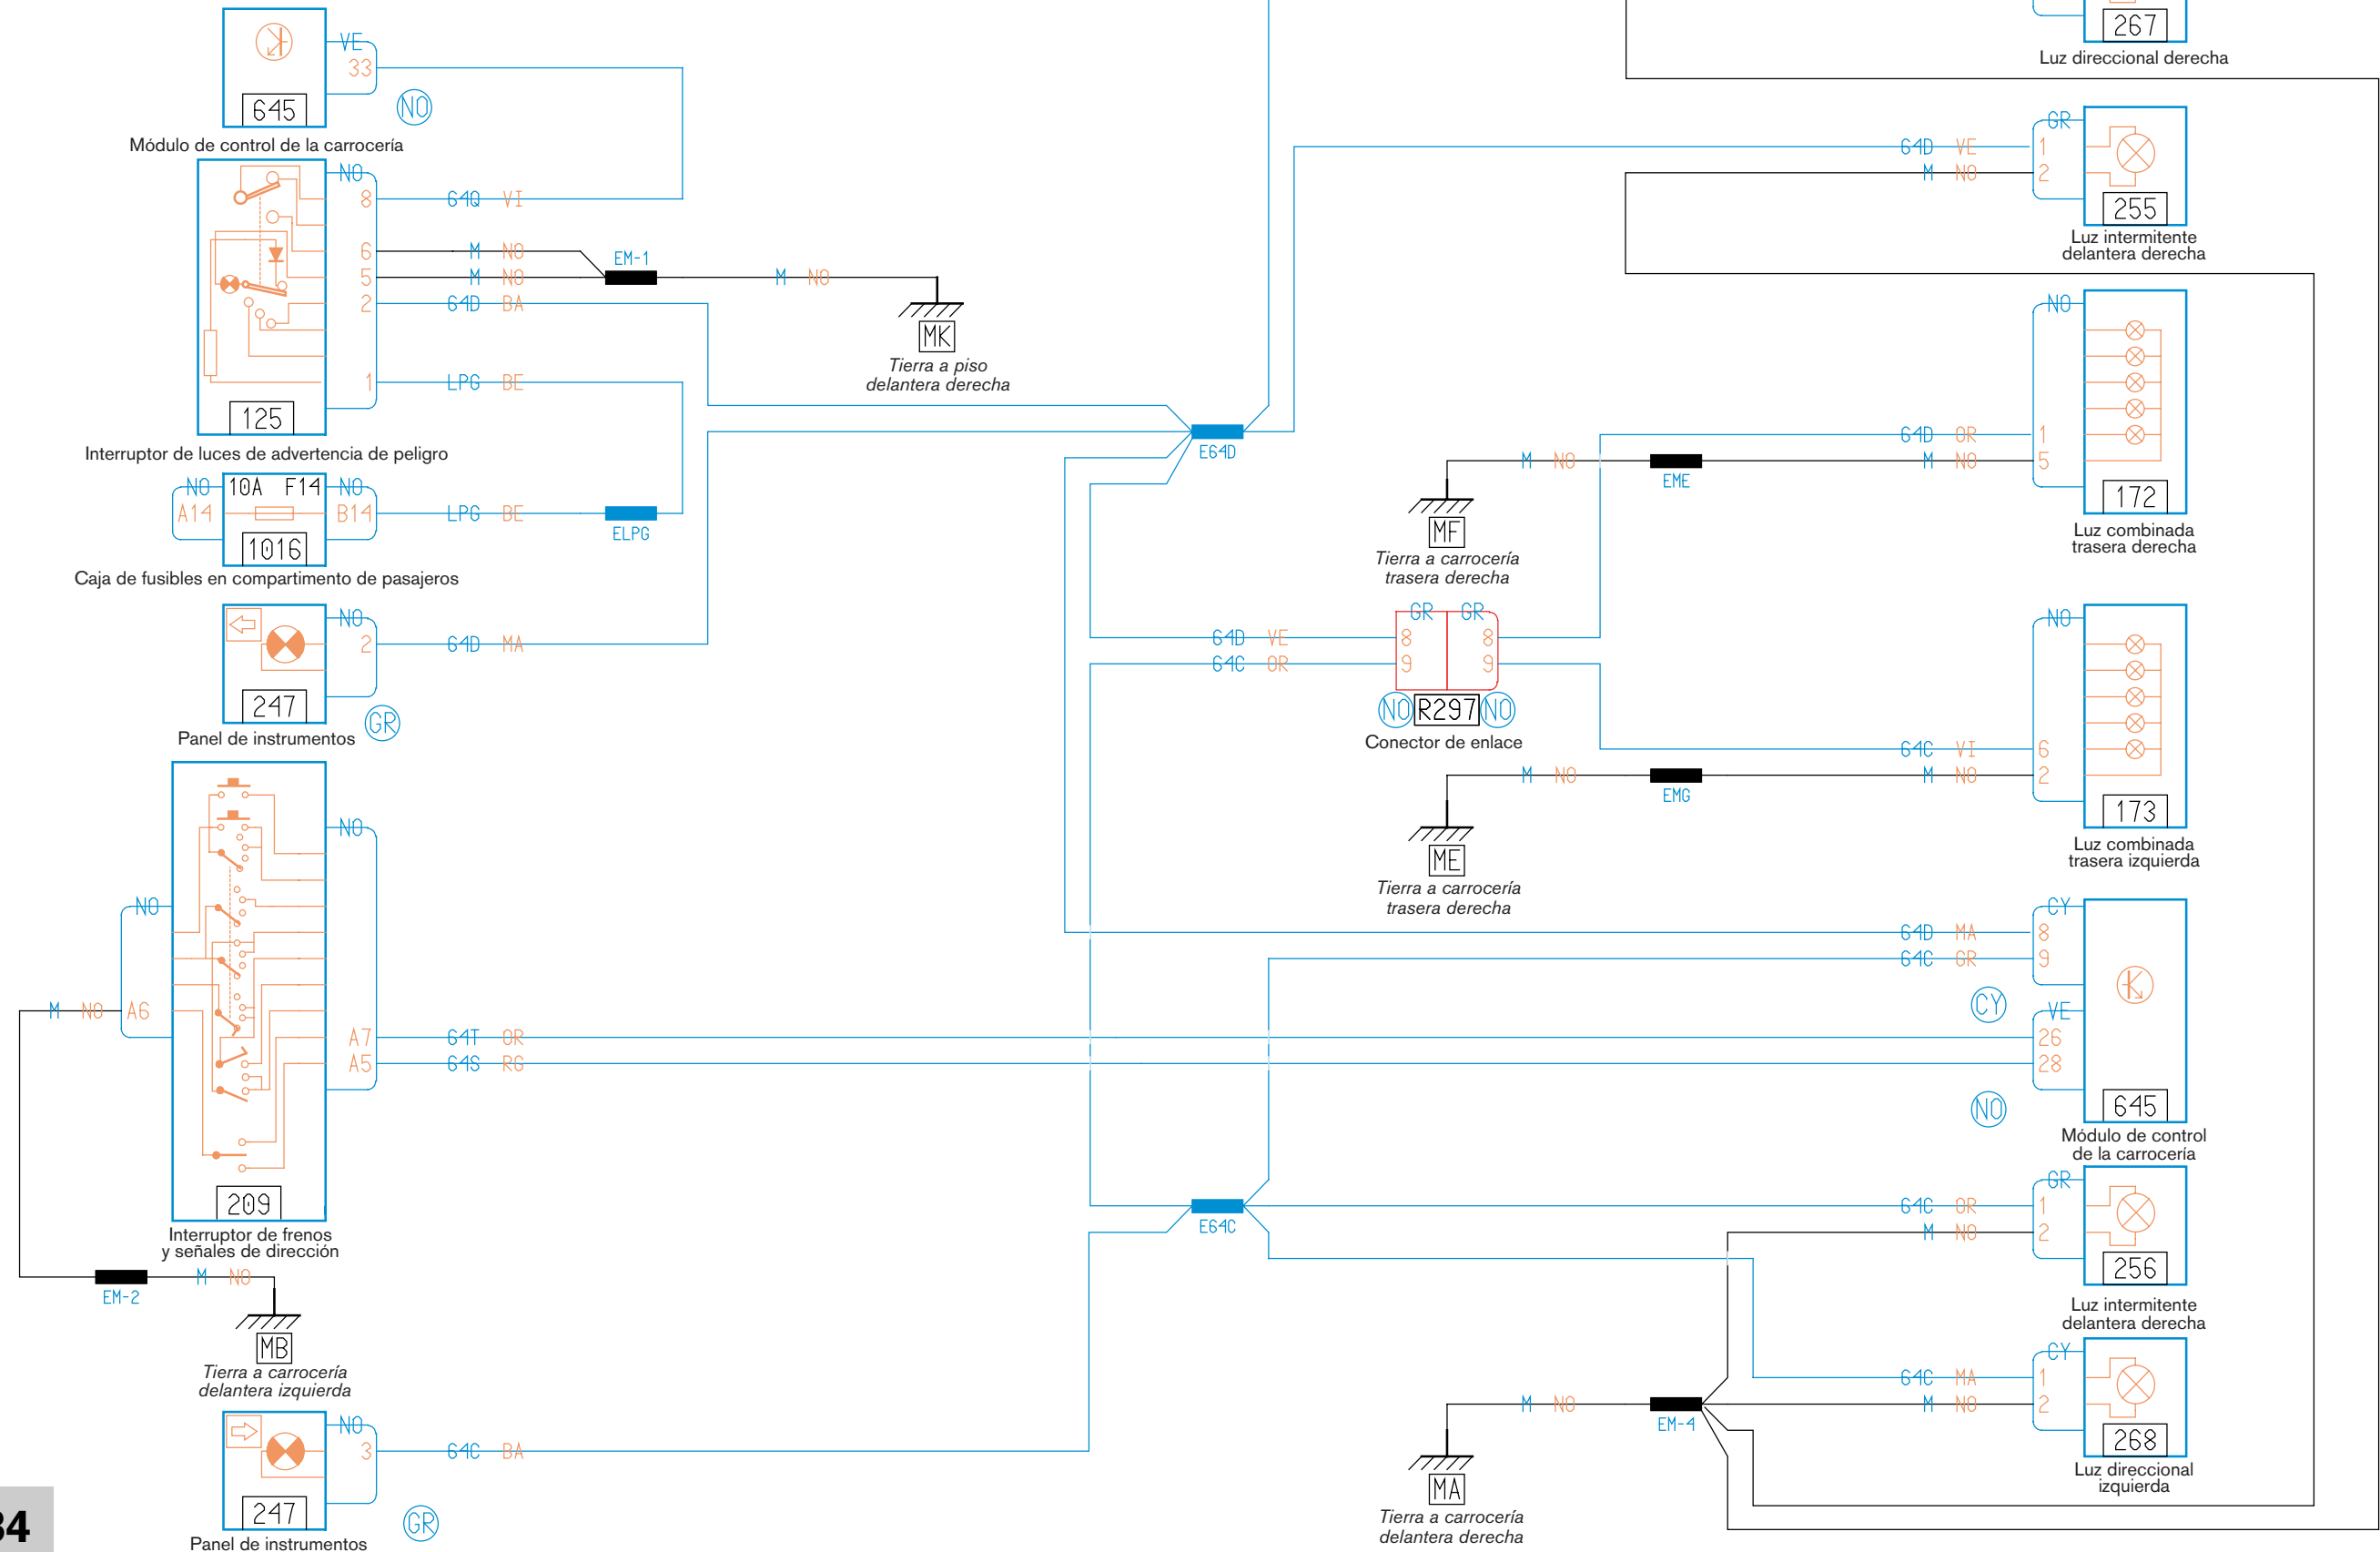 VE
33
645
NO
Módulo de control de la carrocería
NO
8 64Q VI
6 M NO
5 M NO
EM-1
M NO
2 64D BA
MK
Tierra a piso
delantera derecha
1 LPG BE
125
Interruptor de luces de advertencia de peligro
NO 10A F14 NO
A14 B14 LPG BE
ELPG
1016
Caja de fusibles en compartimento de pasajeros
NO
2 64D MA
247
GR
Panel de instrumentos
NO
NO
M NO A6
A7 64T OR
A5 64S RG
209
Interruptor de frenos
y señales de dirección
EM-2
M NO
MB
Tierra a carrocería
delantera izquierda
NO
3 64C BA
247
GR
Panel de instrumentos
34
E64D
64D VE
64C OR
GR GR
8 8
9 9
NO R297 NO
Conector de enlace
E64C
267
Luz direccional derecha
GR
64D VE 1
M NO 2
255
Luz intermitente
delantera derecha
NO
64D OR 1
M NO
EME
M NO 5
MF
Tierra a carrocería
trasera derecha
172
Luz combinada
trasera derecha
NO
64C VI 6
M NO
EMG
M NO 2
ME
Tierra a carrocería
trasera derecha
173
Luz combinada
trasera izquierda
CY
64D MA 8
64C GR 9
CY
VE
26
28
NO
645
Módulo de control
de la carrocería
GR
64C OR 1
M NO 2
256
Luz intermitente
delantera derecha
CY
64C MA 1
M NO
EM-4
M NO 2
MA
Tierra a carrocería
delantera derecha
268
Luz direccional
izquierda